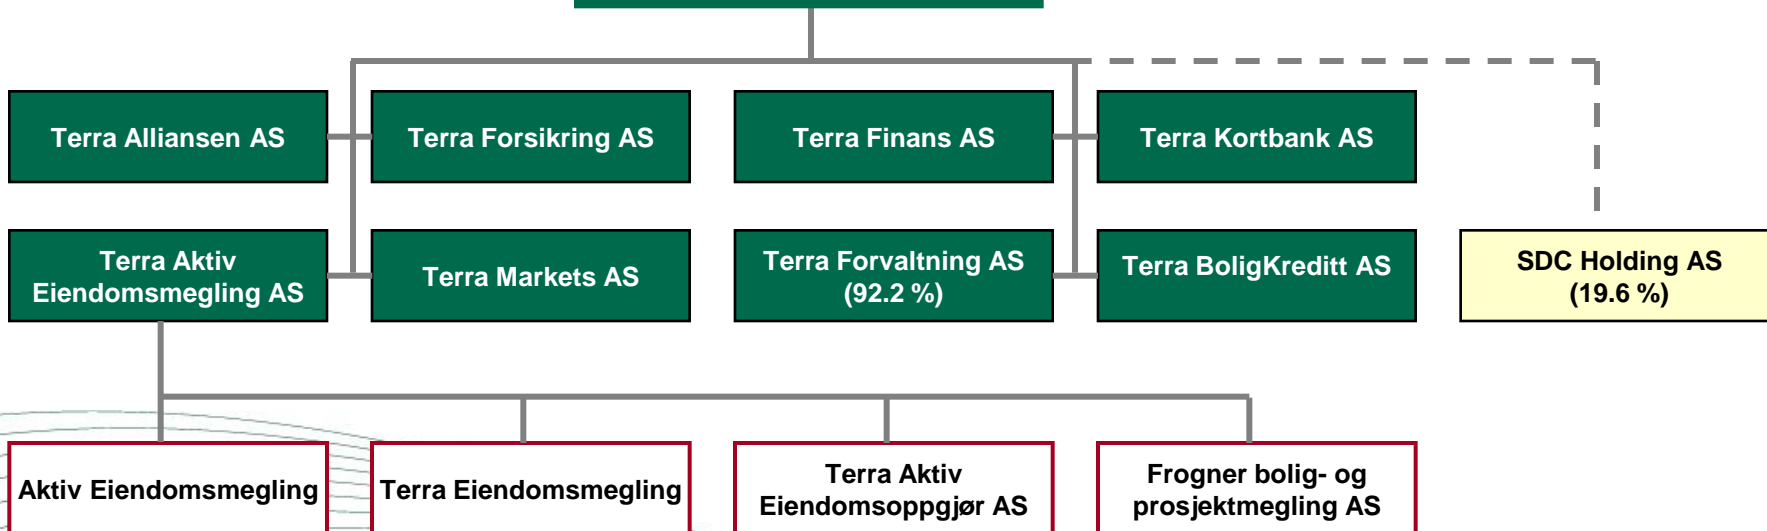 Terra Alliansen AS
Terra Forsikring AS
Terra Finans AS
Terra Kortbank AS
Terra Aktiv
Eiendomsmegling AS
Terra Markets AS
Terra Forvaltning AS
(92.2 %)
Terra BoligKreditt AS
SDC Holding AS
(19.6 %)
Aktiv Eiendomsmegling
Terra Eiendomsmegling
Terra Aktiv
Eiendomsoppgjør AS
Frogner bolig- og
prosjektmegling AS